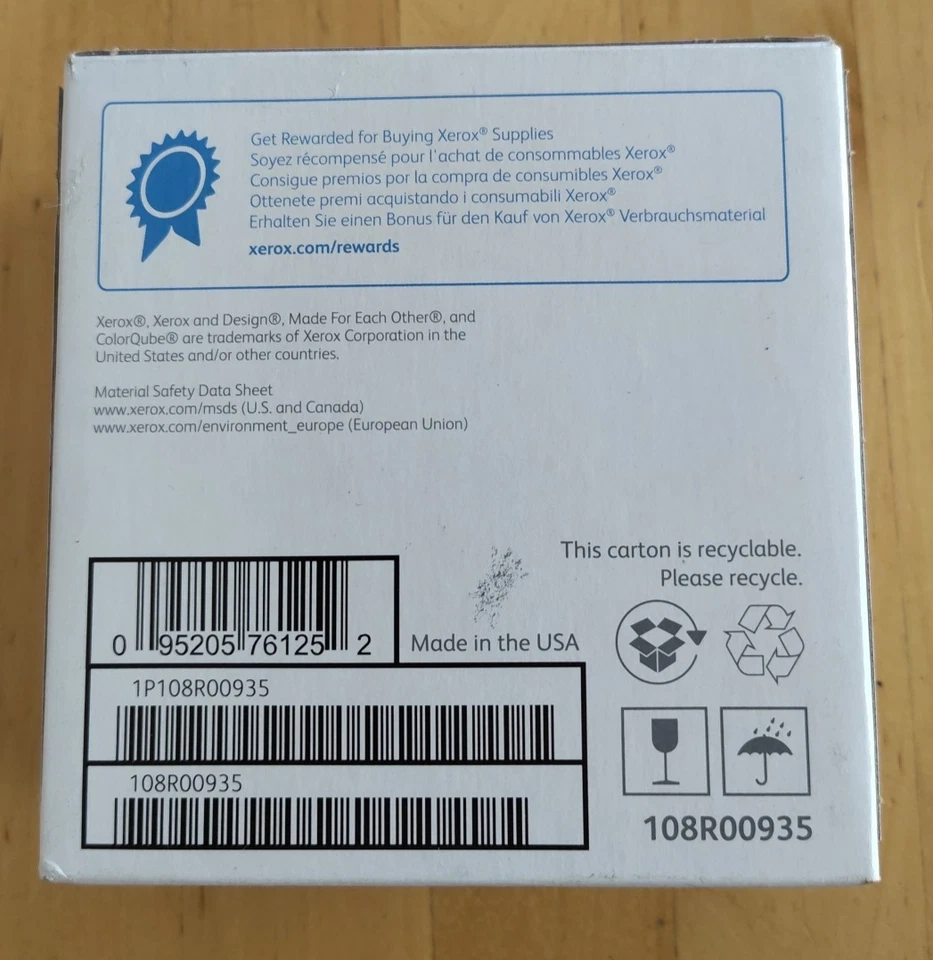 Get Rewarded for Buying Xerox® Supplies
Soyez récompensé pour l'achat de consommables Xerox®
Consigue premios por la compra de consumibles Xerox®
Ottenete premi acquistando i consumabili Xerox®
Erhalten Sie einen Bonus für den Kauf von Xerox® Verbrauchsmaterial
xerox.com/rewards
Xerox®, Xerox and Design®, Made For Each Other®, and
ColorQube® are trademarks of Xerox Corporation in the
United States and/or other countries.
Material Safety Data Sheet
www.xerox.com/msds (U.S. and Canada)
www.xerox.com/environment_europe (European Union)
This carton is recyclable.
Please recycle.
0 95205 76125 2
Made in the USA
1P108R00935
108R00935
108R00935